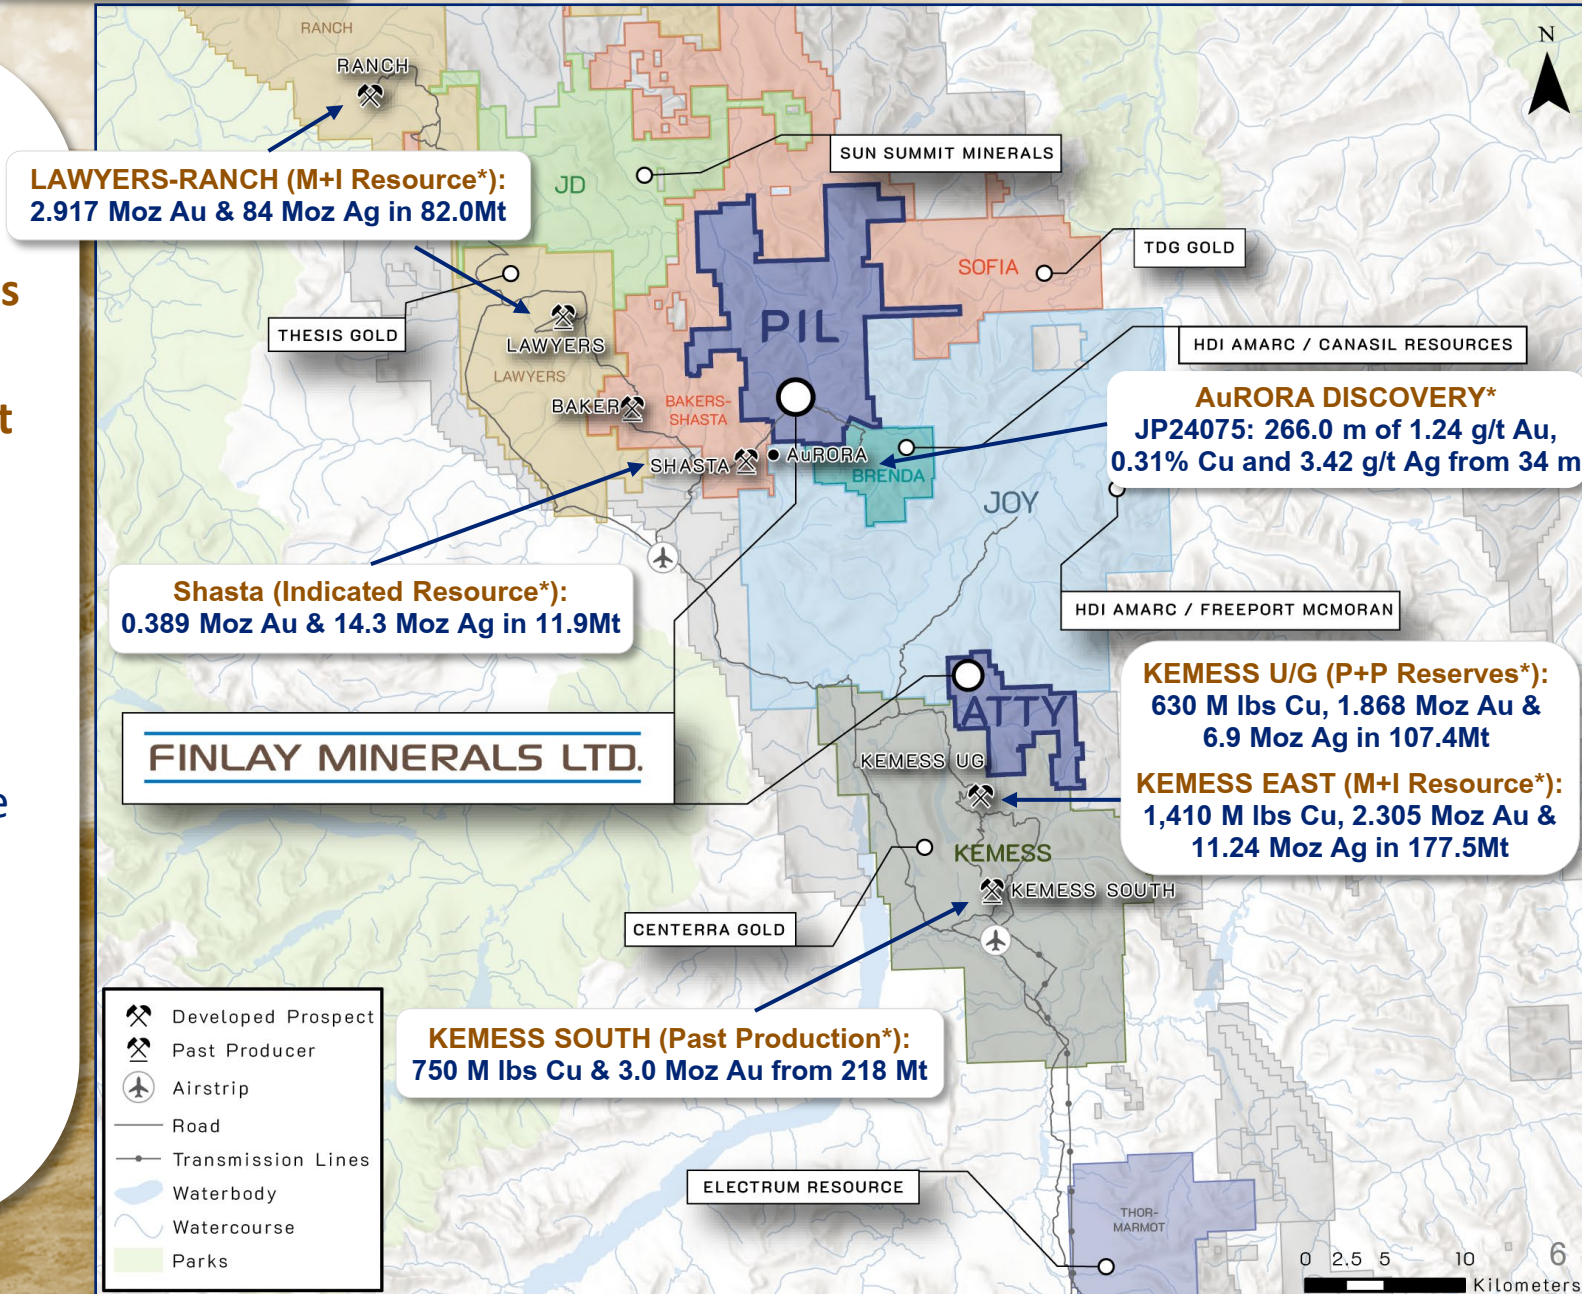 RANCH
RANCH
LAWYERS-RANCH (M+I Resource*):
2.917 Moz Au & 84 Moz Ag in 82.0Mt
JD
SUN SUMMIT MINERALS
N
s
t
e
THESIS GOLD
LAWYERS
LAWYERS
PIL
SOFIA
TDG GOLD
HDI AMARC / CANASIL RESOURCES
BAKER
BAKERS-
SHASTA
SHASTA
AuRORA
BRENDA
JOY
AuRORA DISCOVERY*
JP24075: 266.0 m of 1.24 g/t Au,
0.31% Cu and 3.42 g/t Ag from 34 m
Shasta (Indicated Resource*):
0.389 Moz Au & 14.3 Moz Ag in 11.9Mt
HDI AMARC / FREEPORT MCMORAN
FINLAY MINERALS LTD.
ATTY
KEMESS UG
KEMESS U/G (P+P Reserves*):
630 M lbs Cu, 1.868 Moz Au &
6.9 Moz Ag in 107.4Mt
KEMESS EAST (M+I Resource*):
1,410 M lbs Cu, 2.305 Moz Au &
11.24 Moz Ag in 177.5Mt
KEMESS
KEMESS SOUTH
CENTERRA GOLD
KEMESS SOUTH (Past Production*):
750 M lbs Cu & 3.0 Moz Au from 218 Mt
Developed Prospect
Past Producer
Airstrip
Road
Transmission Lines
Waterbody
Watercourse
Parks
ELECTRUM RESOURCE
THOR-
MARMOT
0 2.5 5 10
Kilometers
6